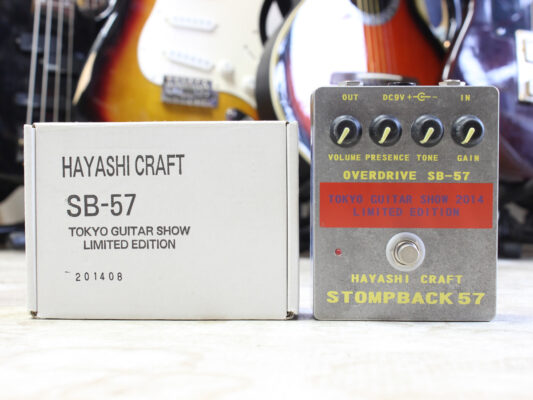 HAYASHI CRAFT
SB-57
TOKYO GUITAR SHOW
LIMITED EDITION
201408
OUT DC9V + - IN
VOLUME PRESENCE TONE GAIN
OVERDRIVE SB-57
TOKYO GUITAR SHOW 2014
LIMITED EDITION
HAYASHI CRAFT
STOMPBACK 57